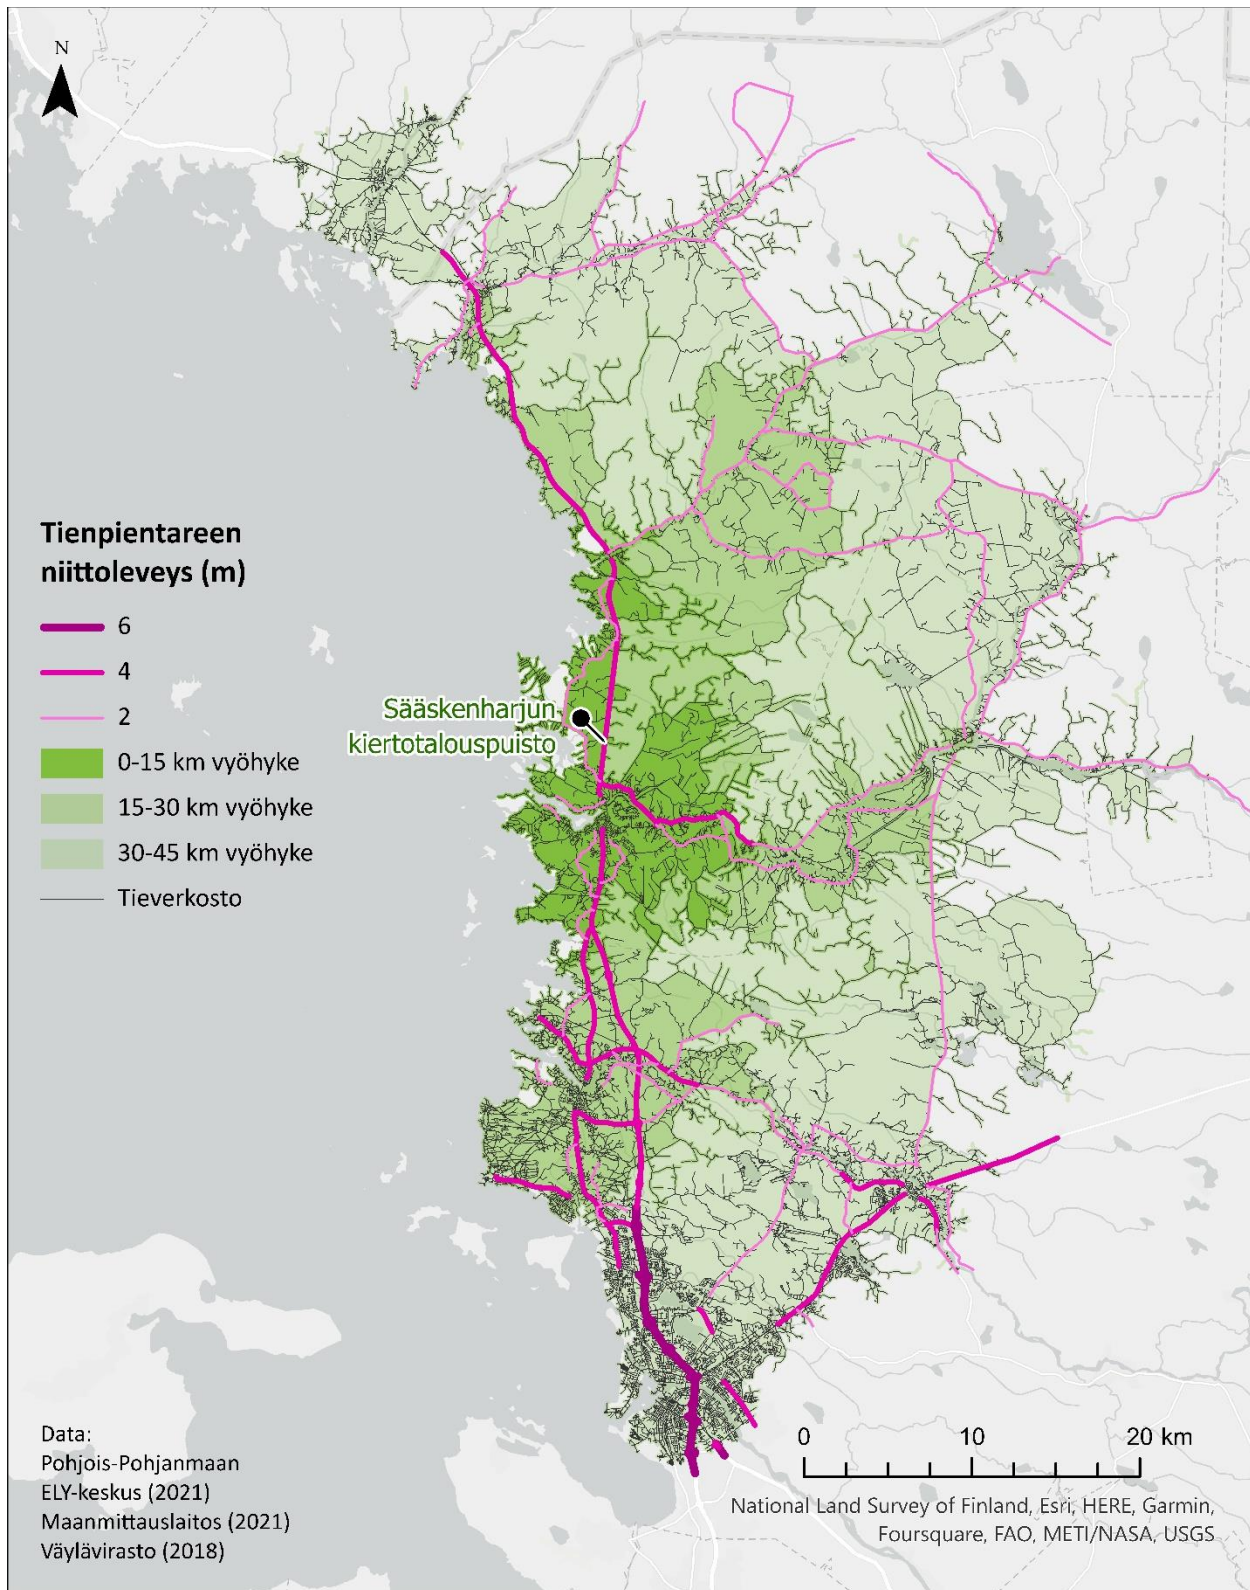 N
Tienpientareen
niittoleveys (m)
6
4
2
0-15 km vyöhyke
15-30 km vyöhyke
30-45 km vyöhyke
Tieverkosto
Sääskenharjun
kiertotalouspuisto
Data:
Pohjois-Pohjanmaan
ELY-keskus (2021)
Maanmittauslaitos (2021)
Väylävirasto (2018)
0 10 20 km
National Land Survey of Finland, Esri, HERE, Garmin,
Foursquare, FAO, METI/NASA, USGS